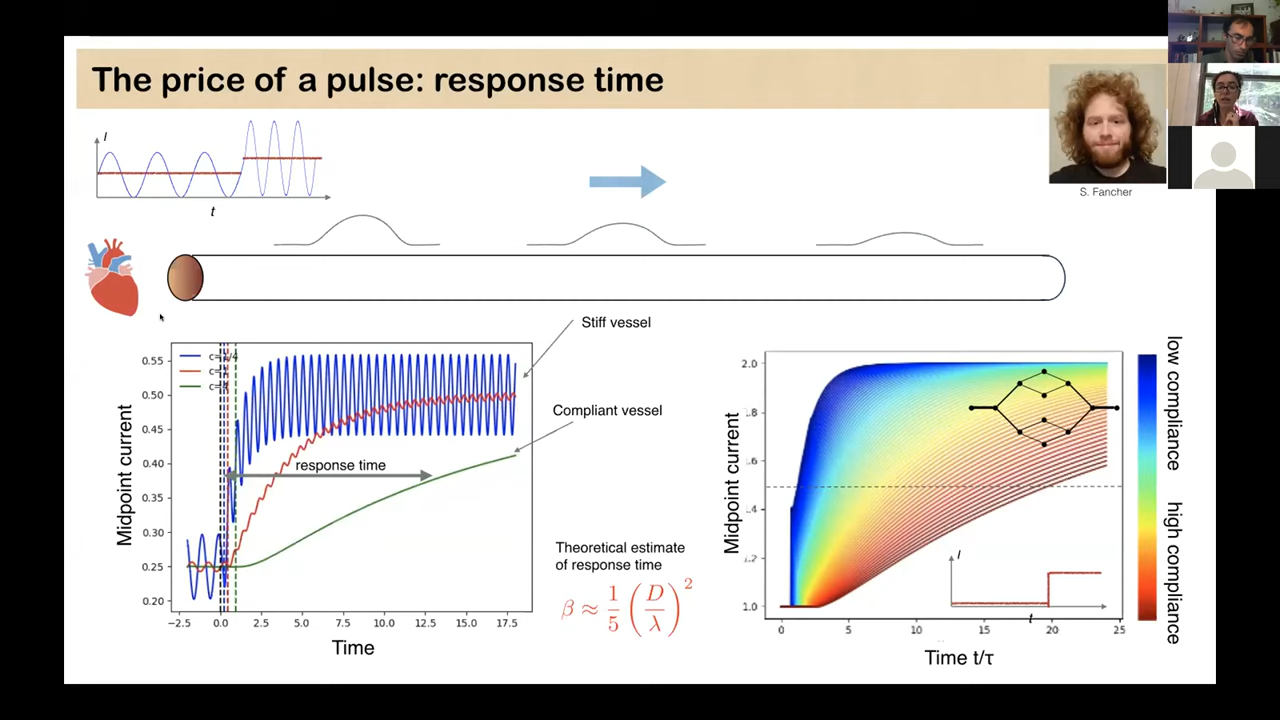 The price of a pulse: response time
I
t
S. Fancher
Stiff vessel
Compliant vessel
response time
Midpoint current
0.55
0.50
0.45
0.40
0.35
0.30
0.25
0.20
−2.5 0.0 2.5 5.0 7.5 10.0 12.5 15.0 17.5
Time
Theoretical estimate
of response time
β ≈ 1/5 (D/λ)²
Midpoint current
2.0
1.0
I
t
0 5 10 15 20 25
Time t/τ
low compliance
high compliance